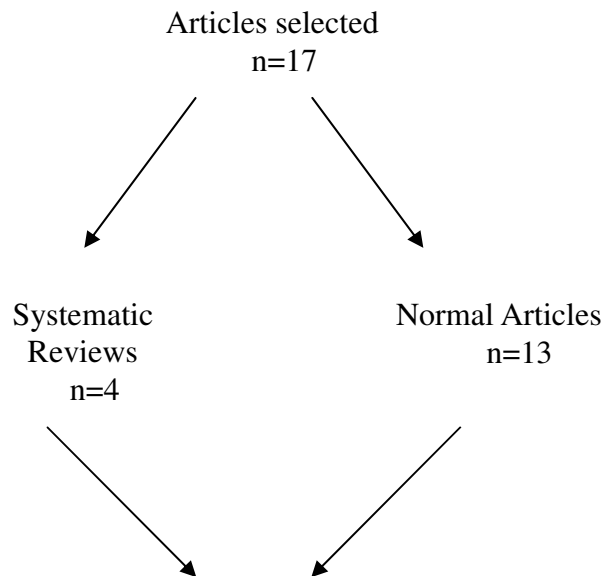 Articles selected
n=17
Systematic
Reviews
n=4
Normal Articles
n=13